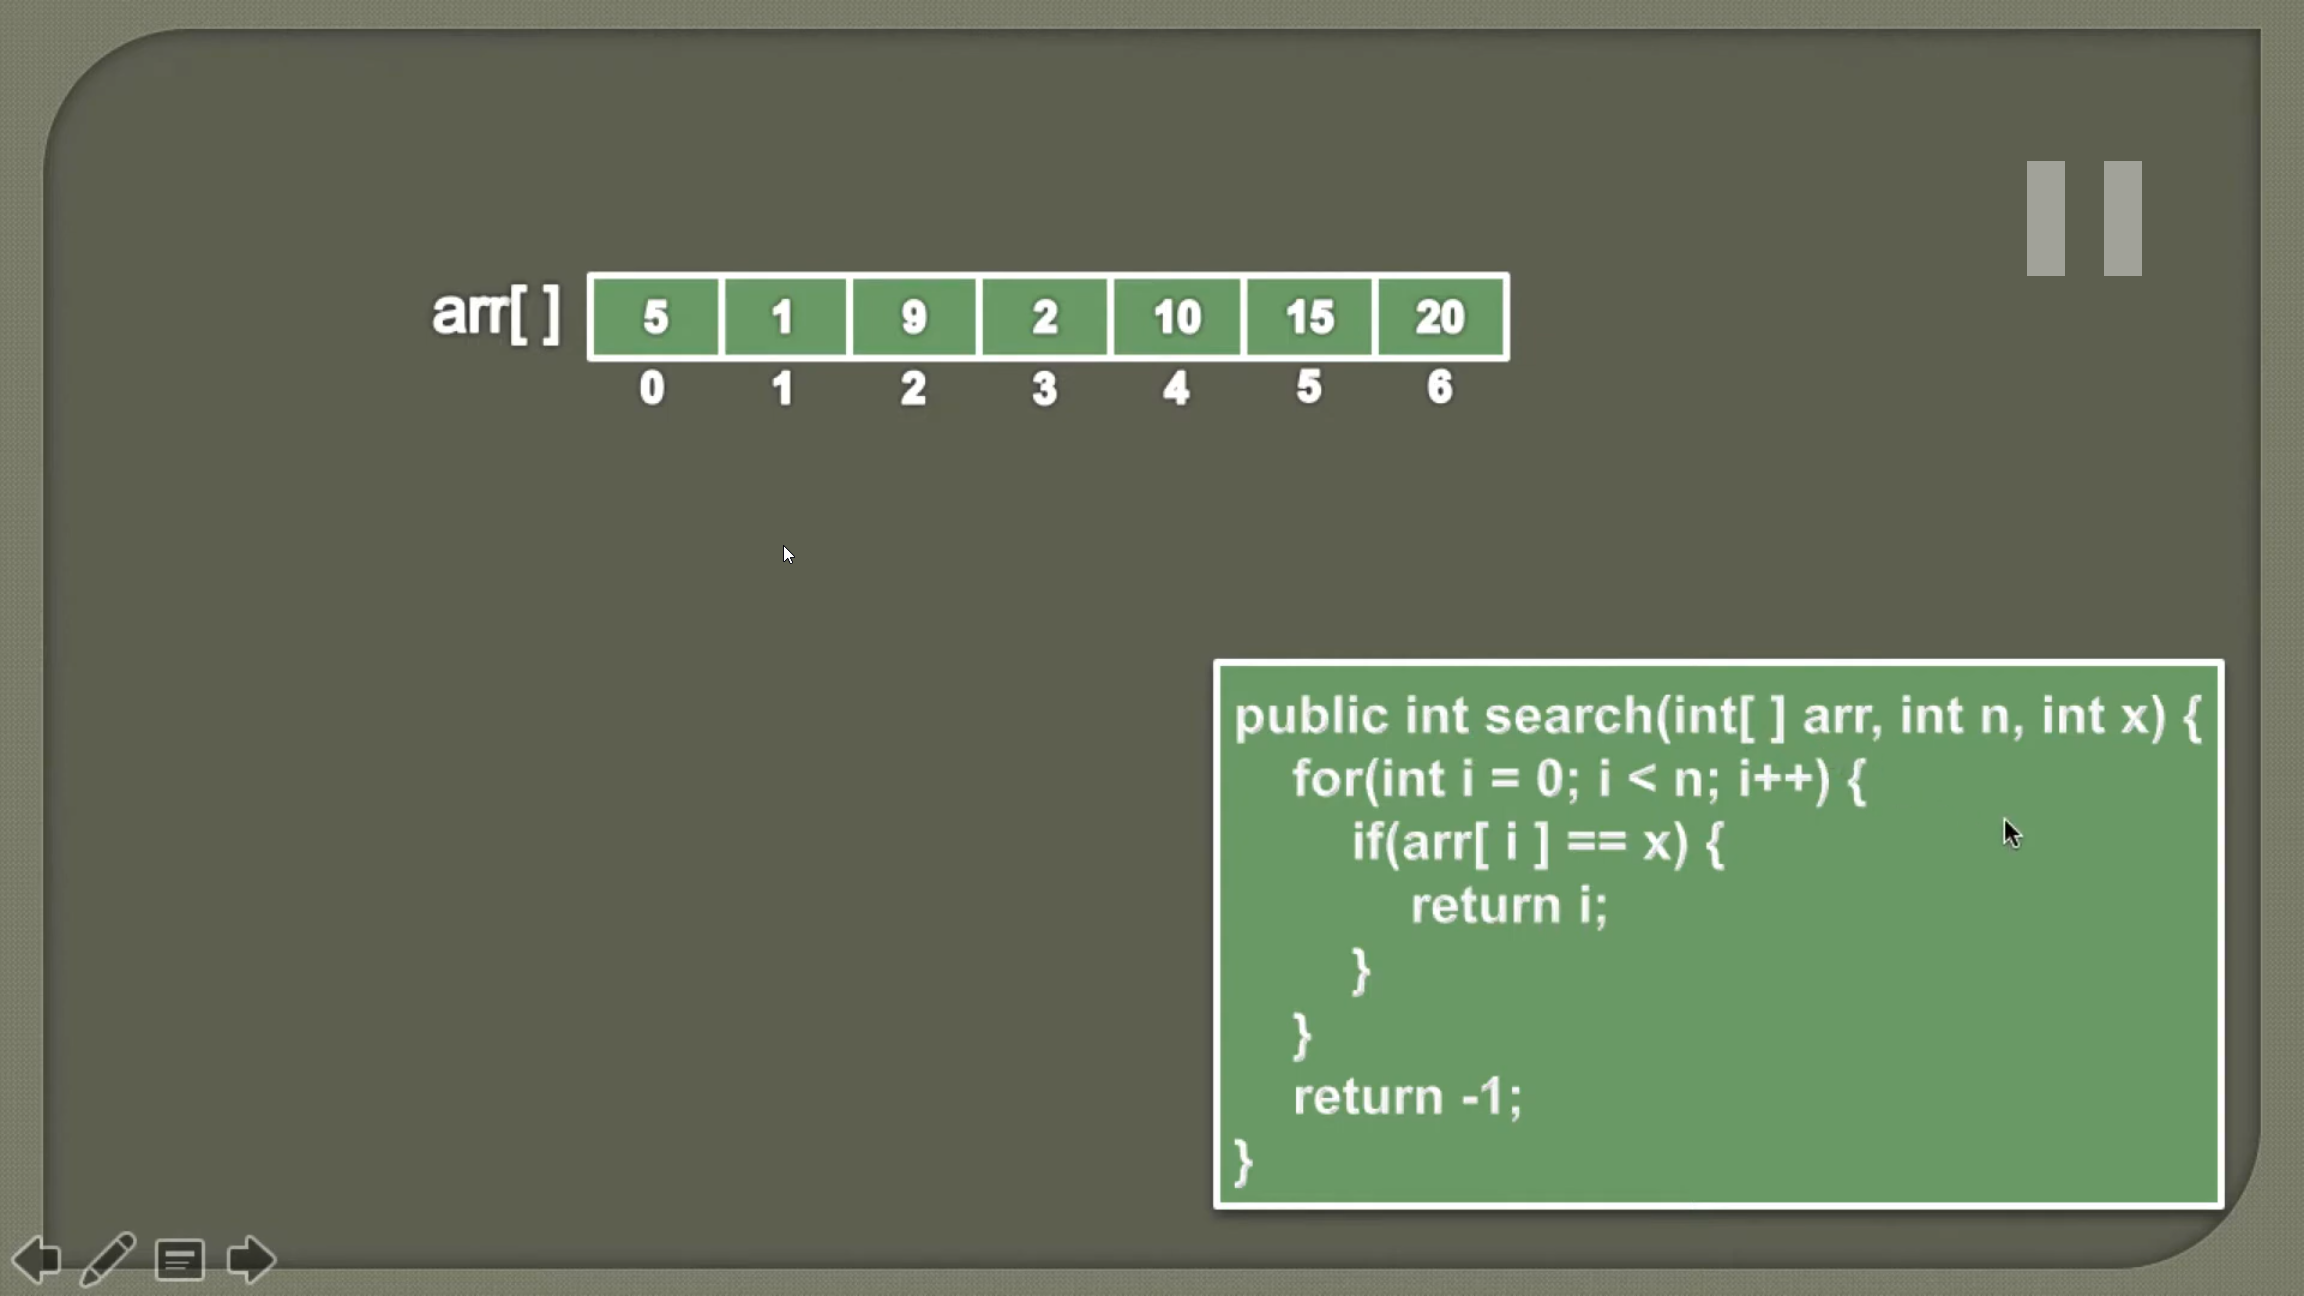 arr[ ] 5 1 9 2 10 15 20
0 1 2 3 4 5 6
public int search(int[ ] arr, int n, int x) {
for(int i = 0; i < n; i++) {
if(arr[ i ] == x) {
return i;
}
}
return -1;
}